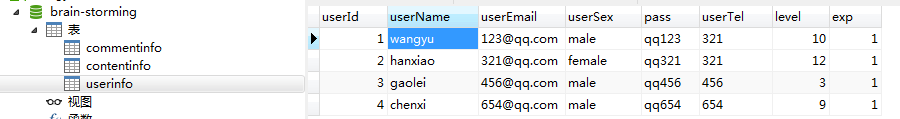 brain-storming
表
commentinfo
contentinfo
userinfo
视图
函数
userId userName userEmail userSex pass userTel level exp
1 wangyu 123@qq.com male qq123 321 10 1
2 hanxiao 321@qq.com female qq321 321 12 1
3 gaolei 456@qq.com male qq456 456 3 1
4 chenxi 654@qq.com male qq654 654 9 1